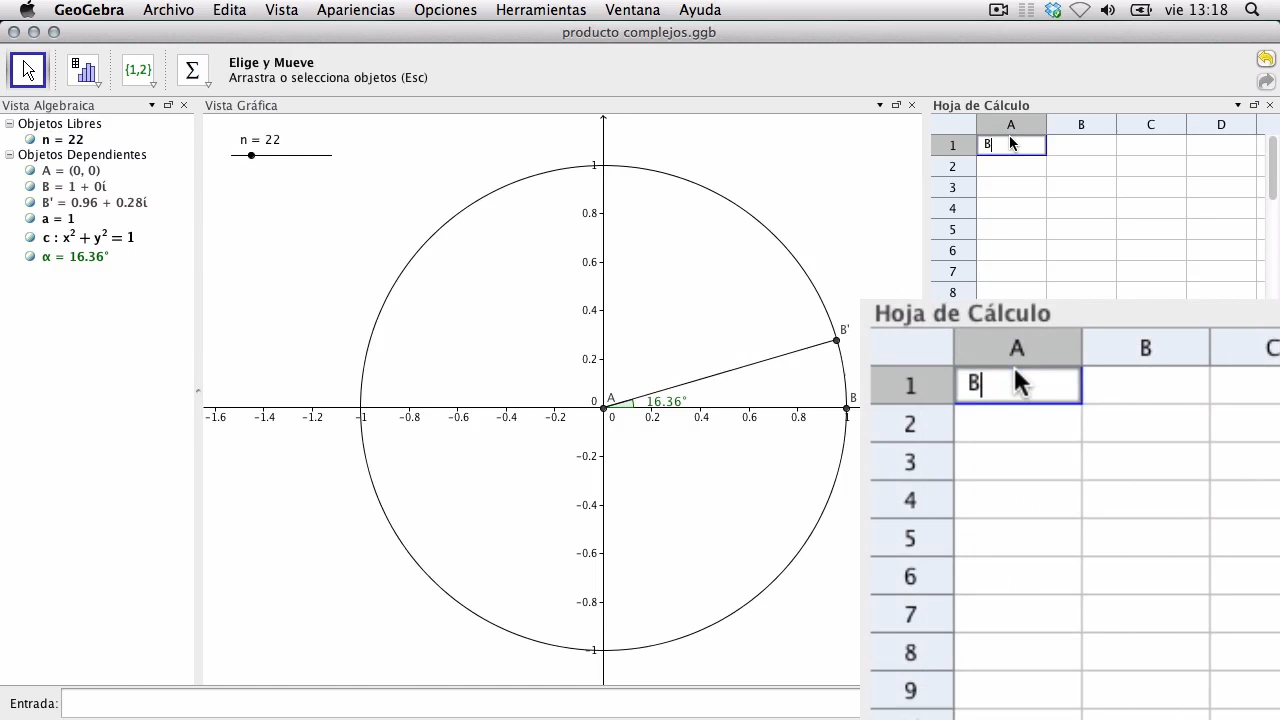 GeoGebra Archivo Edita Vista Apariencias Opciones Herramientas Ventana Ayuda vie 13:18
producto complejos.ggb
{1,2} Σ
Elige y Mueve
Arrastra o selecciona objetos (Esc)
Vista Algebraica
Objetos Libres
n = 22
Objetos Dependientes
A = (0, 0)
B = 1 + 0ί
B' = 0.96 + 0.28ί
a = 1
c : x² + y² = 1
α = 16.36°
Vista Gráfica
n = 22
1
0.8
0.6
0.4
0.2
0
−0.2
−0.4
−0.6
−0.8
−1
−1.6 −1.4 −1.2 −1 −0.8 −0.6 −0.4 −0.2 0 0.2 0.4 0.6 0.8 1
B'
A
16.36°
B
Hoja de Cálculo
A B C D
1 B
2
3
4
5
6
7
8
Hoja de Cálculo
A B C
1 B
2
3
4
5
6
7
8
9
Entrada: